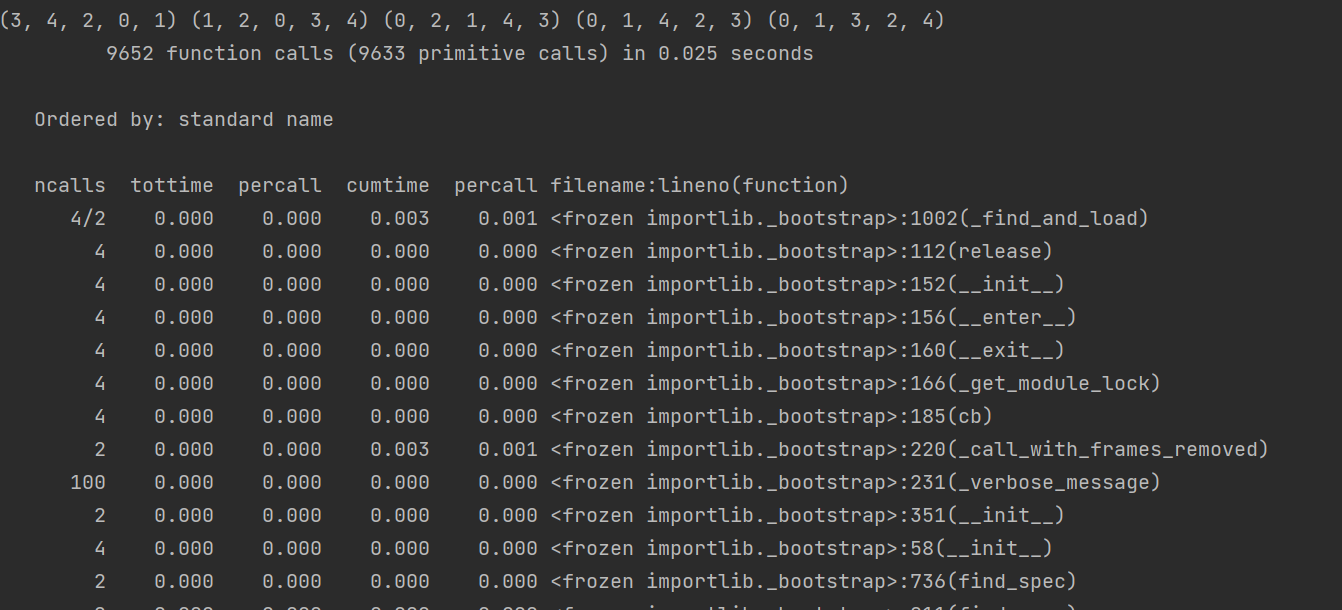 (3, 4, 2, 0, 1) (1, 2, 0, 3, 4) (0, 2, 1, 4, 3) (0, 1, 4, 2, 3) (0, 1, 3, 2, 4)
9652 function calls (9633 primitive calls) in 0.025 seconds
Ordered by: standard name
ncalls tottime percall cumtime percall filename:lineno(function)
4/2 0.000 0.000 0.003 0.001 <frozen importlib._bootstrap>:1002(_find_and_load)
4 0.000 0.000 0.000 0.000 <frozen importlib._bootstrap>:112(release)
4 0.000 0.000 0.000 0.000 <frozen importlib._bootstrap>:152(__init__)
4 0.000 0.000 0.000 0.000 <frozen importlib._bootstrap>:156(__enter__)
4 0.000 0.000 0.000 0.000 <frozen importlib._bootstrap>:160(__exit__)
4 0.000 0.000 0.000 0.000 <frozen importlib._bootstrap>:166(_get_module_lock)
4 0.000 0.000 0.000 0.000 <frozen importlib._bootstrap>:185(cb)
2 0.000 0.000 0.003 0.001 <frozen importlib._bootstrap>:220(_call_with_frames_removed)
100 0.000 0.000 0.000 0.000 <frozen importlib._bootstrap>:231(_verbose_message)
2 0.000 0.000 0.000 0.000 <frozen importlib._bootstrap>:351(__init__)
4 0.000 0.000 0.000 0.000 <frozen importlib._bootstrap>:58(__init__)
2 0.000 0.000 0.000 0.000 <frozen importlib._bootstrap>:736(find_spec)